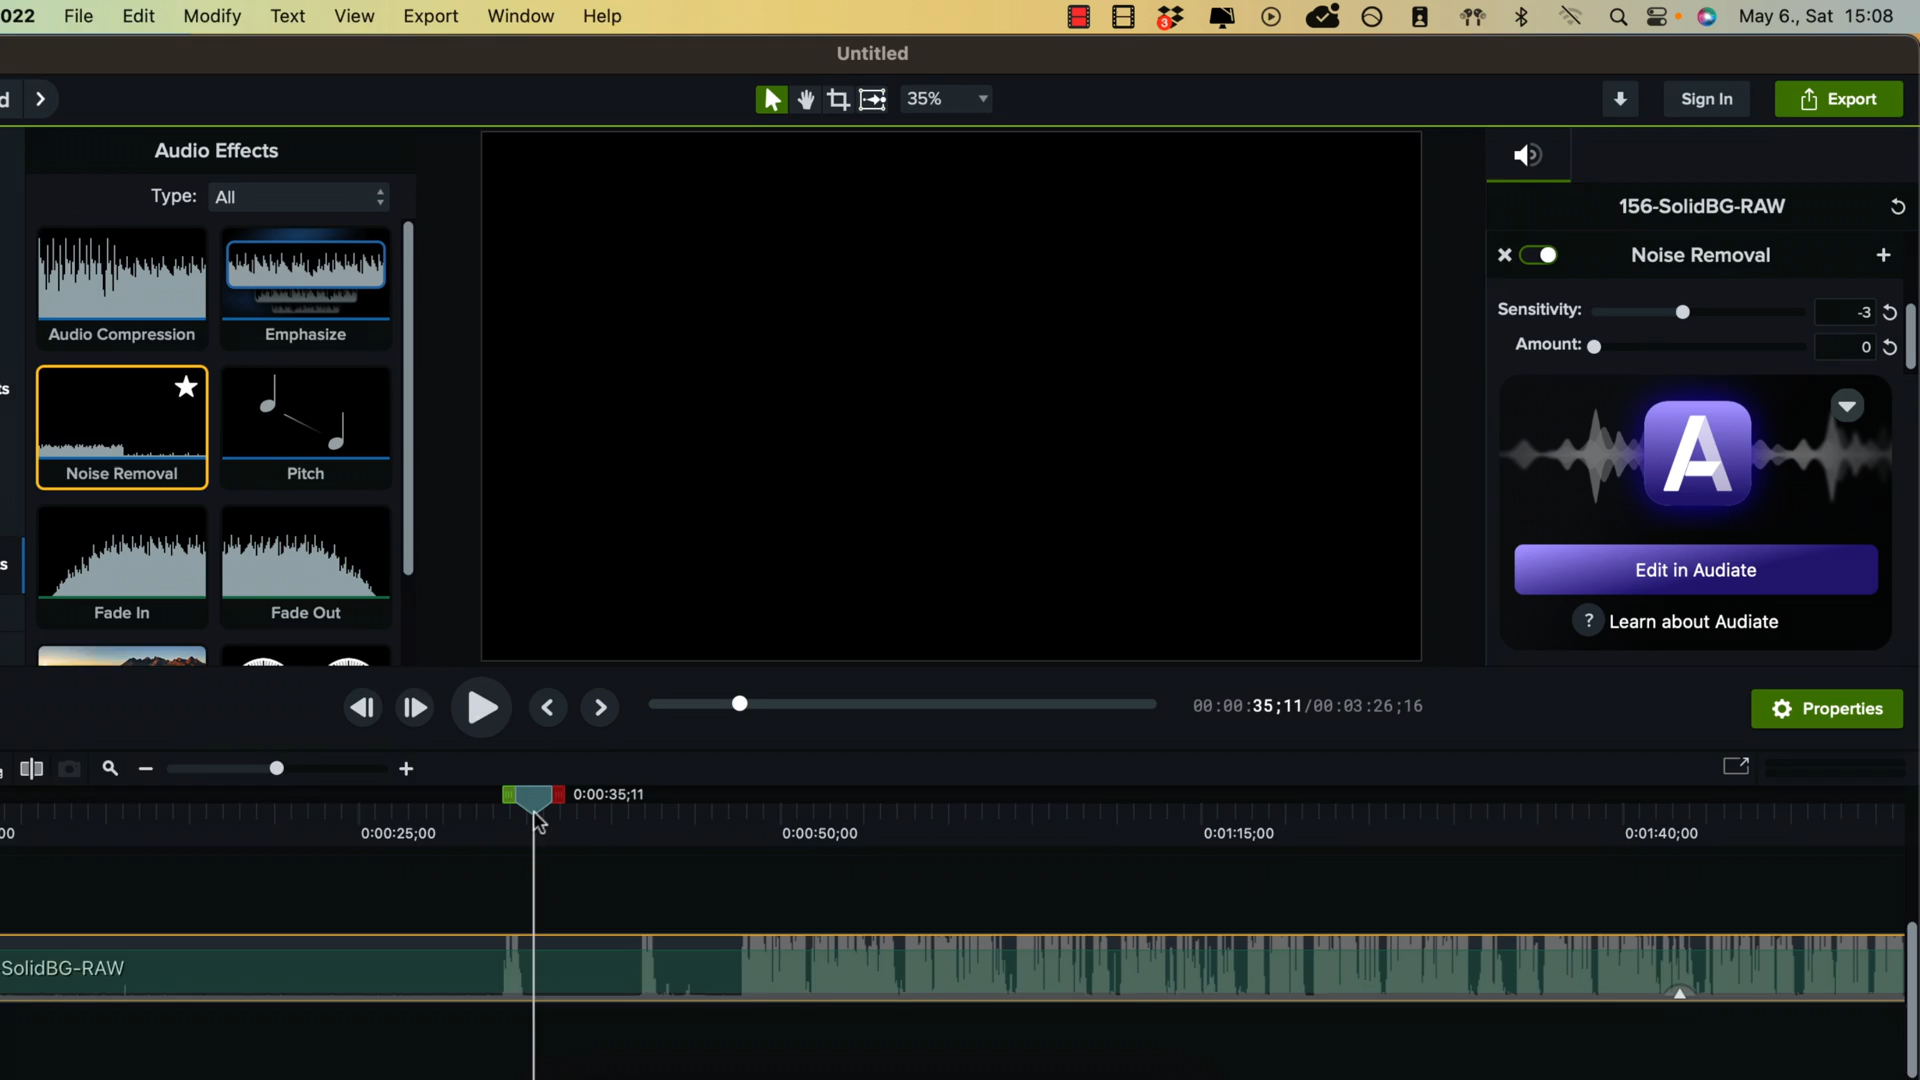 022 File Edit Modify Text View Export Window Help 3 May 6., Sat 15:08
Untitled
d 35% Sign In Export
Audio Effects
Type: All
156-SolidBG-RAW
Noise Removal
Sensitivity: -3
Amount: 0
Audio Compression Emphasize
ts
Noise Removal Pitch
A
Edit in Audiate
? Learn about Audiate
s
Fade In Fade Out
00:00:35;11/00:03:26;16
Properties
0:00:35;11
00 0:00:25;00 0:00:50;00 0:01:15;00 0:01:40;00
SolidBG-RAW